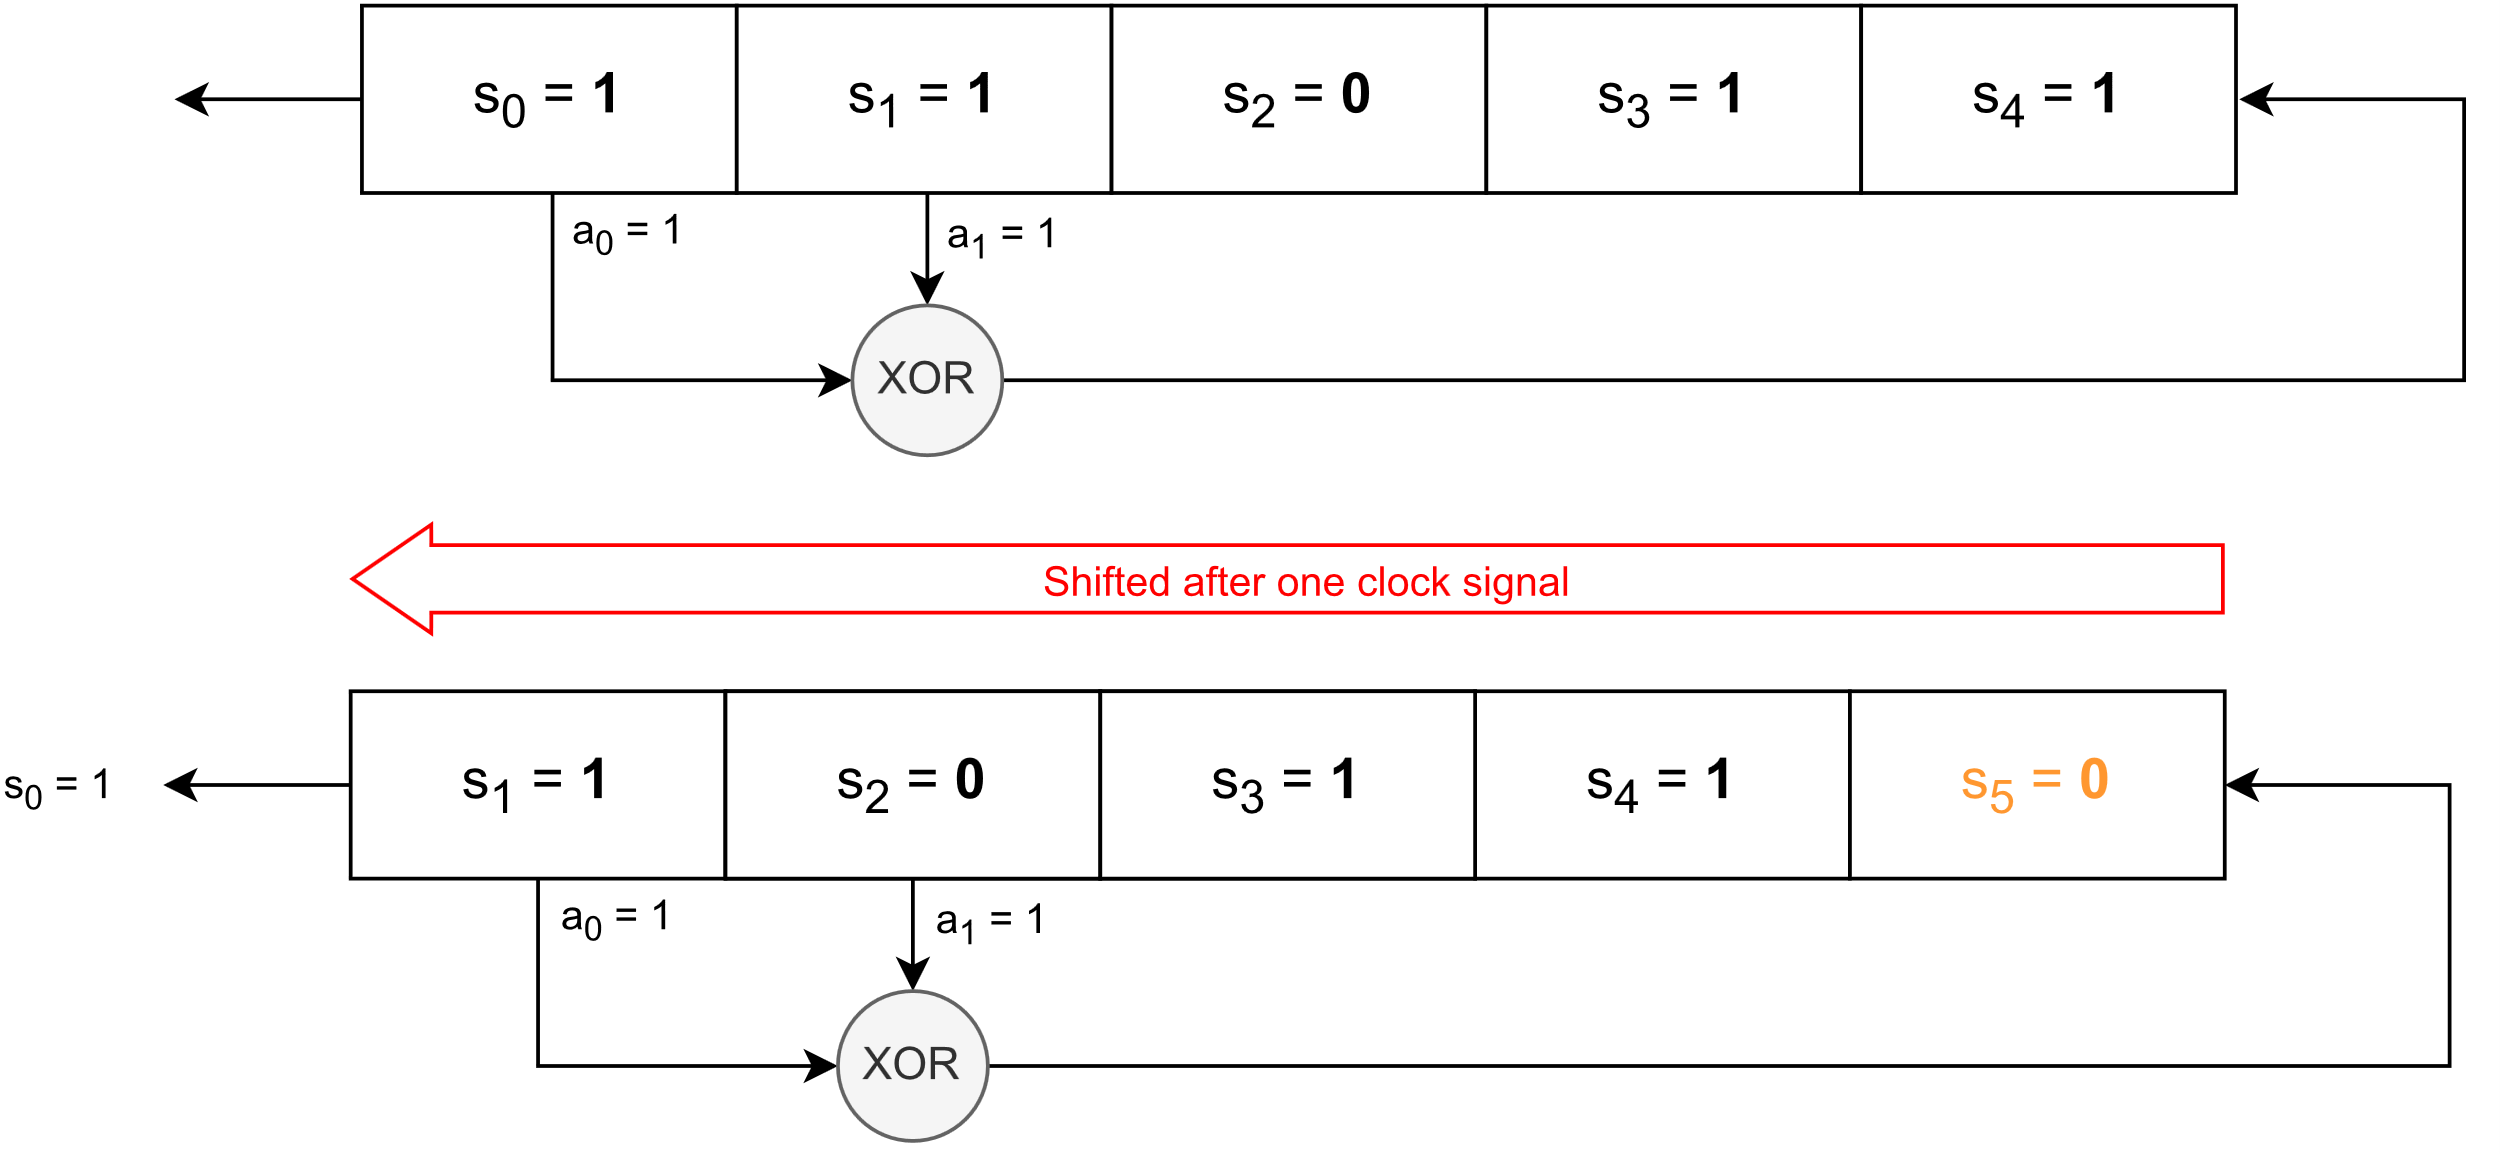 s0 = 1
s1 = 1
s2 = 0
s3 = 1
s4 = 1
a0 = 1
a1 = 1
XOR
Shifted after one clock signal
s0 = 1
s1 = 1
s2 = 0
s3 = 1
s4 = 1
s5 = 0
a0 = 1
a1 = 1
XOR